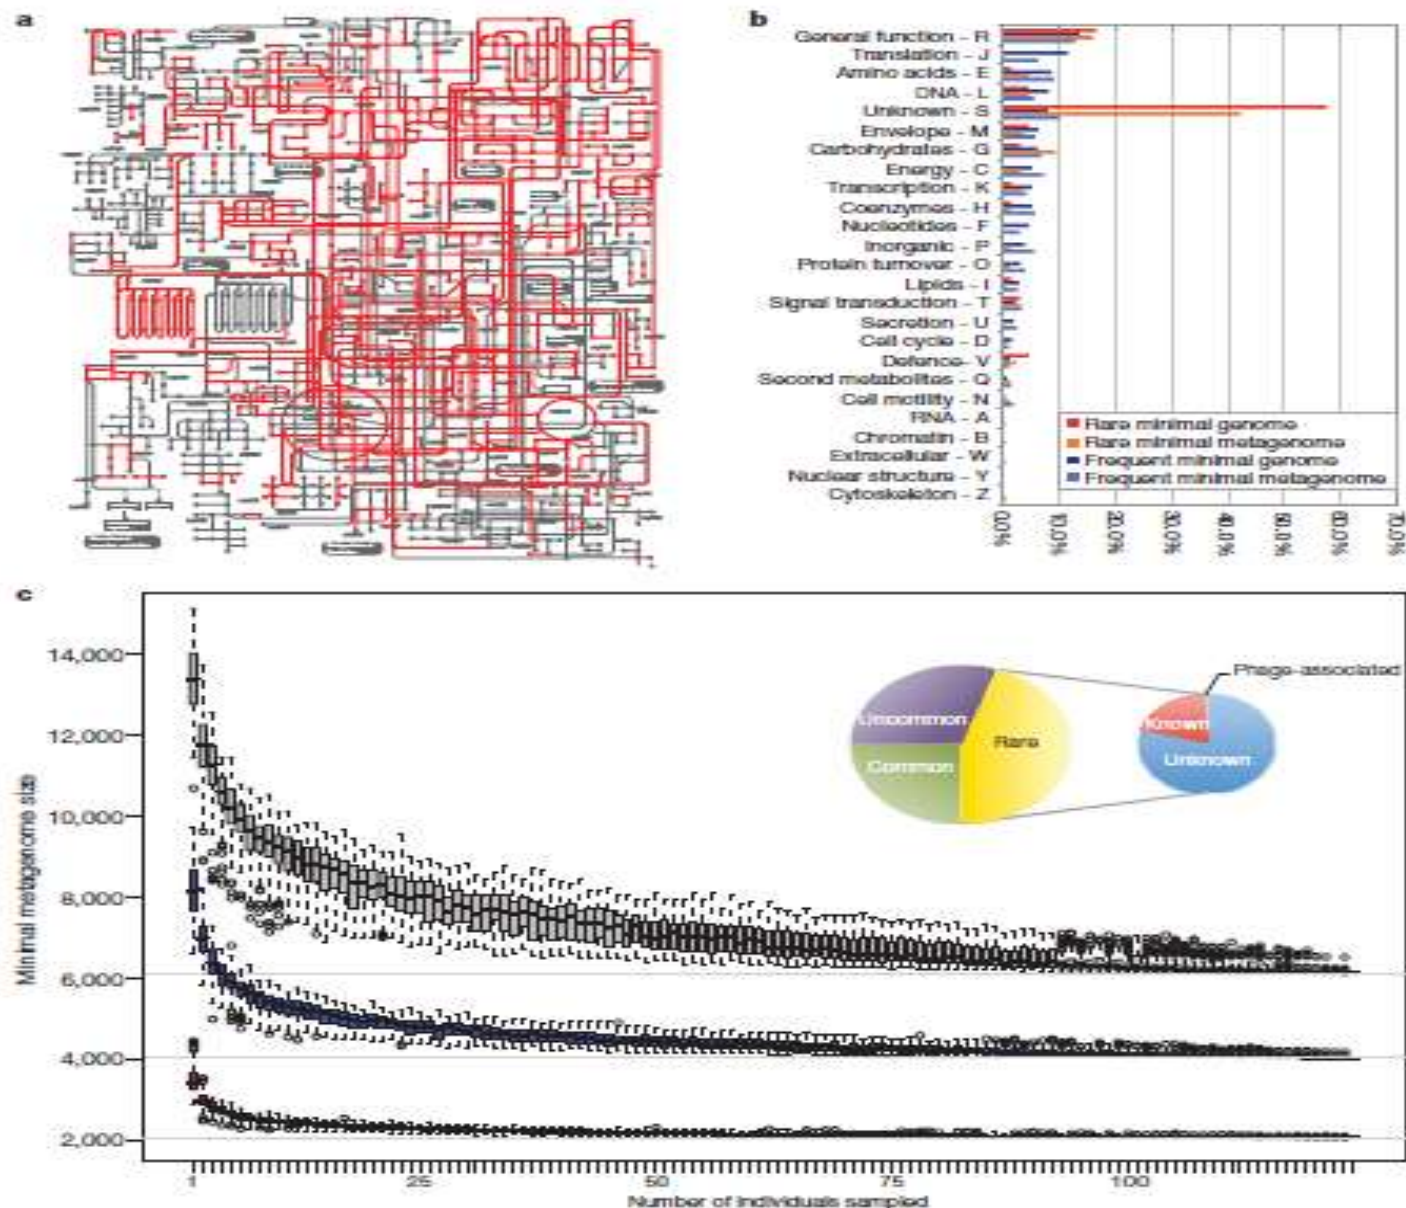 a
b
General function - R
Translation - J
Amino acids - E
DNA - L
Unknown - S
Envelope - M
Carbohydrates - G
Energy - C
Transcription - K
Coenzymes - H
Nucleotides - F
Inorganic - P
Protein turnover - O
Lipids - I
Signal transduction - T
Secretion - U
Cell cycle - D
Defence- V
Second metabolites - Q
Cell motility - N
RNA - A
Chromatin - B
Extracellular - W
Nuclear structure - Y
Cytoskeleton - Z
Rare minimal genome
Rare minimal metagenome
Frequent minimal genome
Frequent minimal metagenome
0.0%
10.0%
20.0%
30.0%
40.0%
50.0%
60.0%
70.0%
c
Minimal metagenome size
14,000
12,000
10,000
8,000
6,000
4,000
2,000
Uncommon
Common
Rare
Known
Unknown
Phage-associated
1 25 50 75 100
Number of individuals sampled